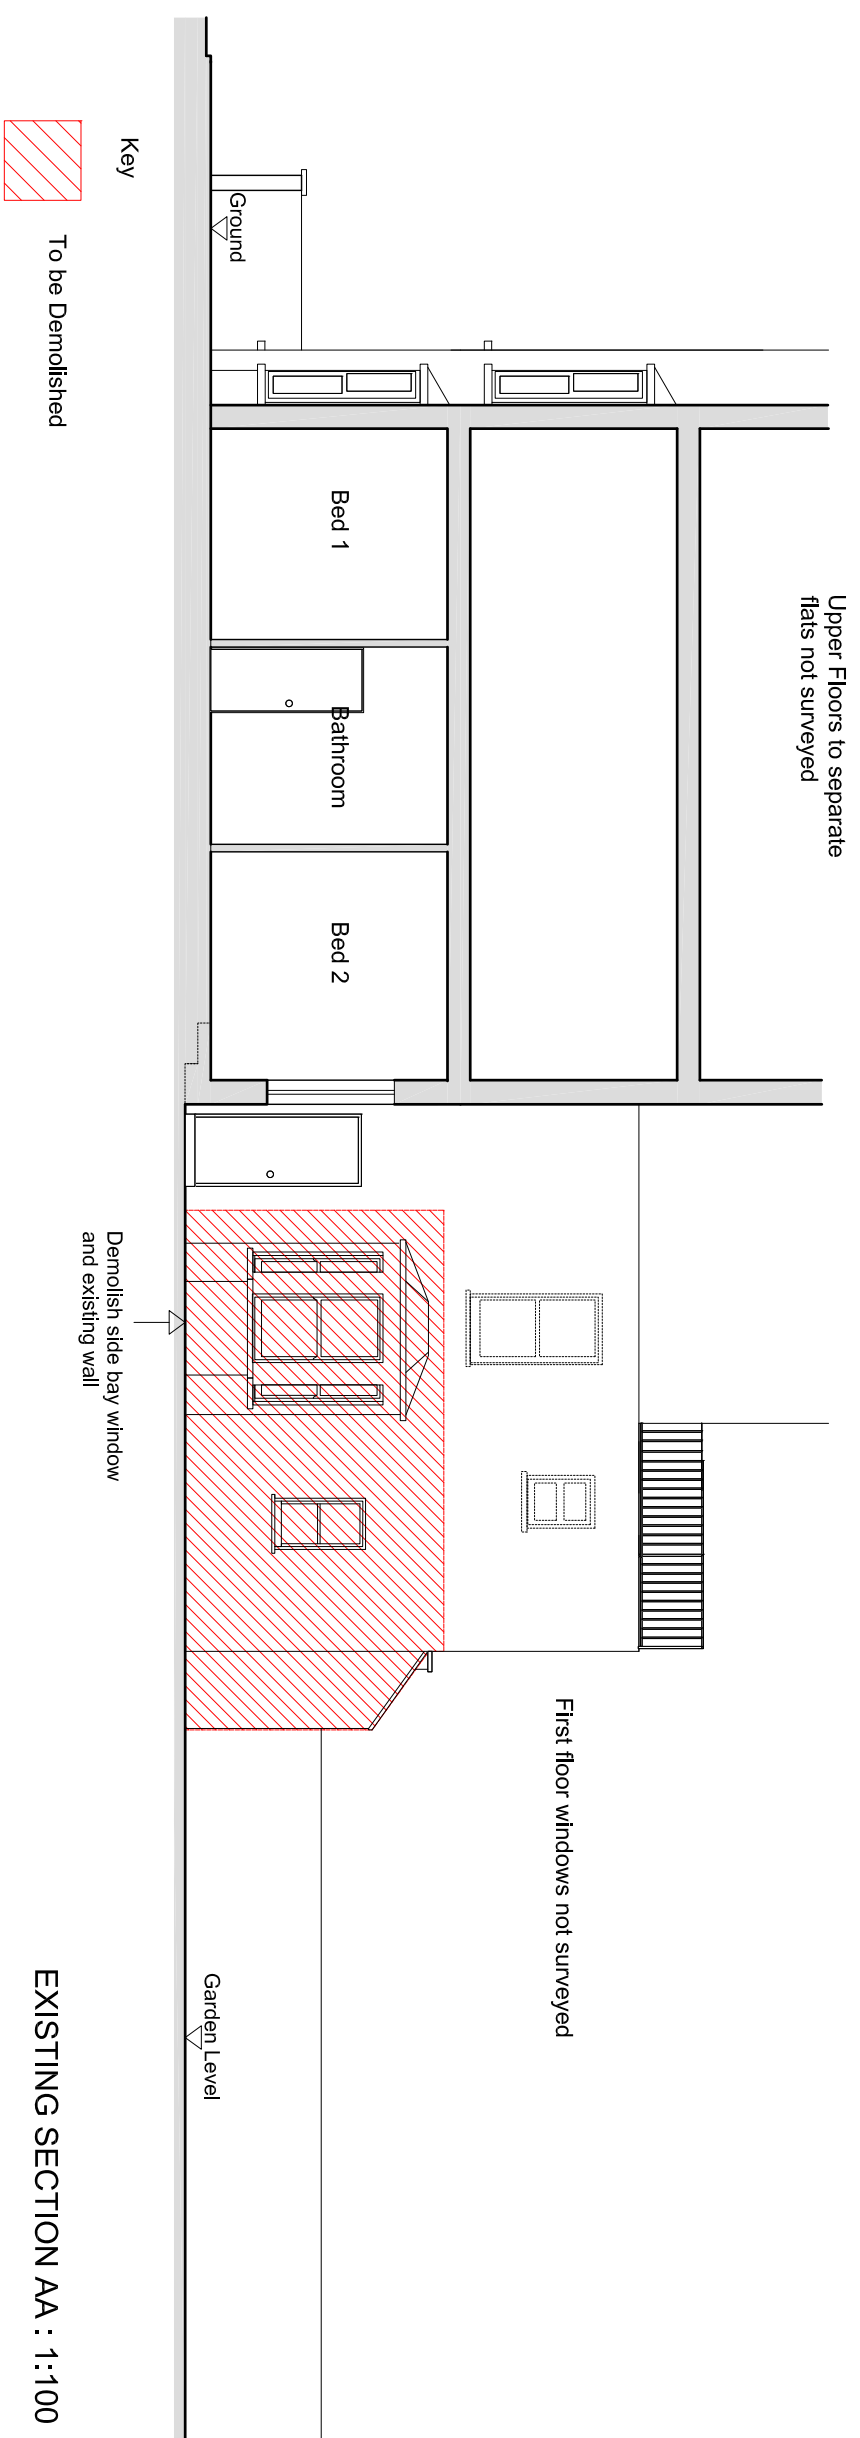 Upper Floors to separate
flats not surveyed
First floor windows not surveyed
Bed 1
Bathroom
Bed 2
Ground
Garden Level
Key
To be Demolished
Demolish side bay window
and existing wall
EXISTING SECTION AA : 1:100